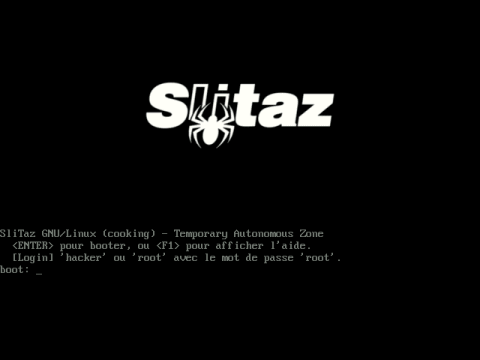 SliTaz
SliTaz GNU/Linux (cooking) - Temporary Autonomous Zone
<ENTER> pour booter, ou <F1> pour afficher l'aide.
[Login] 'hacker' ou 'root' avec le mot de passe 'root'.
boot: _